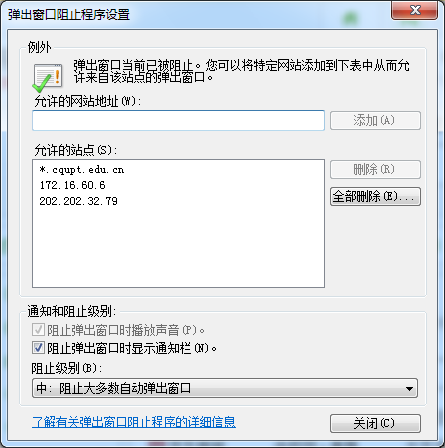 弹出窗口阻止程序设置
例外
弹出窗口当前已被阻止。您可以将特定网站添加到下表中从而允
许来自该站点的弹出窗口。
允许的网站地址(W):
添加(A)
允许的站点(S):
*.cqupt.edu.cn
172.16.60.6
202.202.32.79
删除(R)
全部删除(E)...
通知和阻止级别:
阻止弹出窗口时播放声音(P)。
阻止弹出窗口时显示通知栏(N)。
阻止级别(B):
中: 阻止大多数自动弹出窗口
了解有关弹出窗口阻止程序的详细信息
关闭(C)